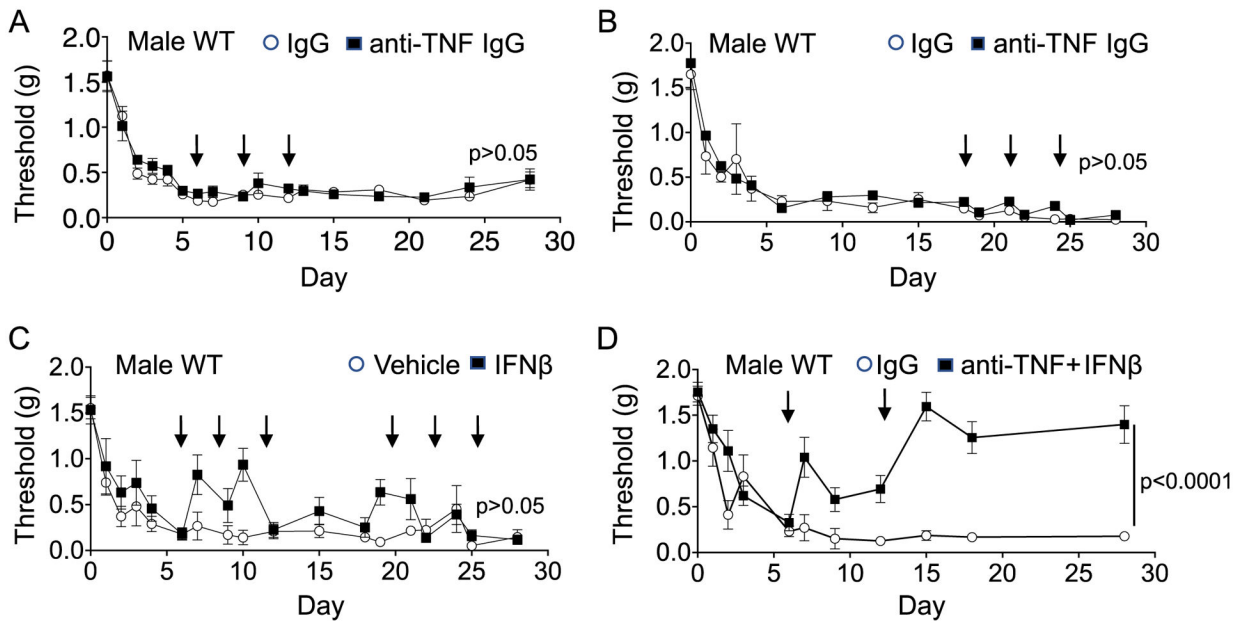 A
Male WT
IgG
anti-TNF IgG
Threshold (g)
2.0
1.5
1.0
0.5
0.0
p>0.05
0 5 10 15 20 25 30
Day
B
Male WT
IgG
anti-TNF IgG
Threshold (g)
2.0
1.5
1.0
0.5
0.0
p>0.05
0 5 10 15 20 25 30
Day
C
Male WT
Vehicle
IFNβ
Threshold (g)
2.0
1.5
1.0
0.5
0.0
p>0.05
0 5 10 15 20 25 30
Day
D
Male WT
IgG
anti-TNF+IFNβ
Threshold (g)
2.0
1.5
1.0
0.5
0.0
p<0.0001
0 5 10 15 20 25 30
Day